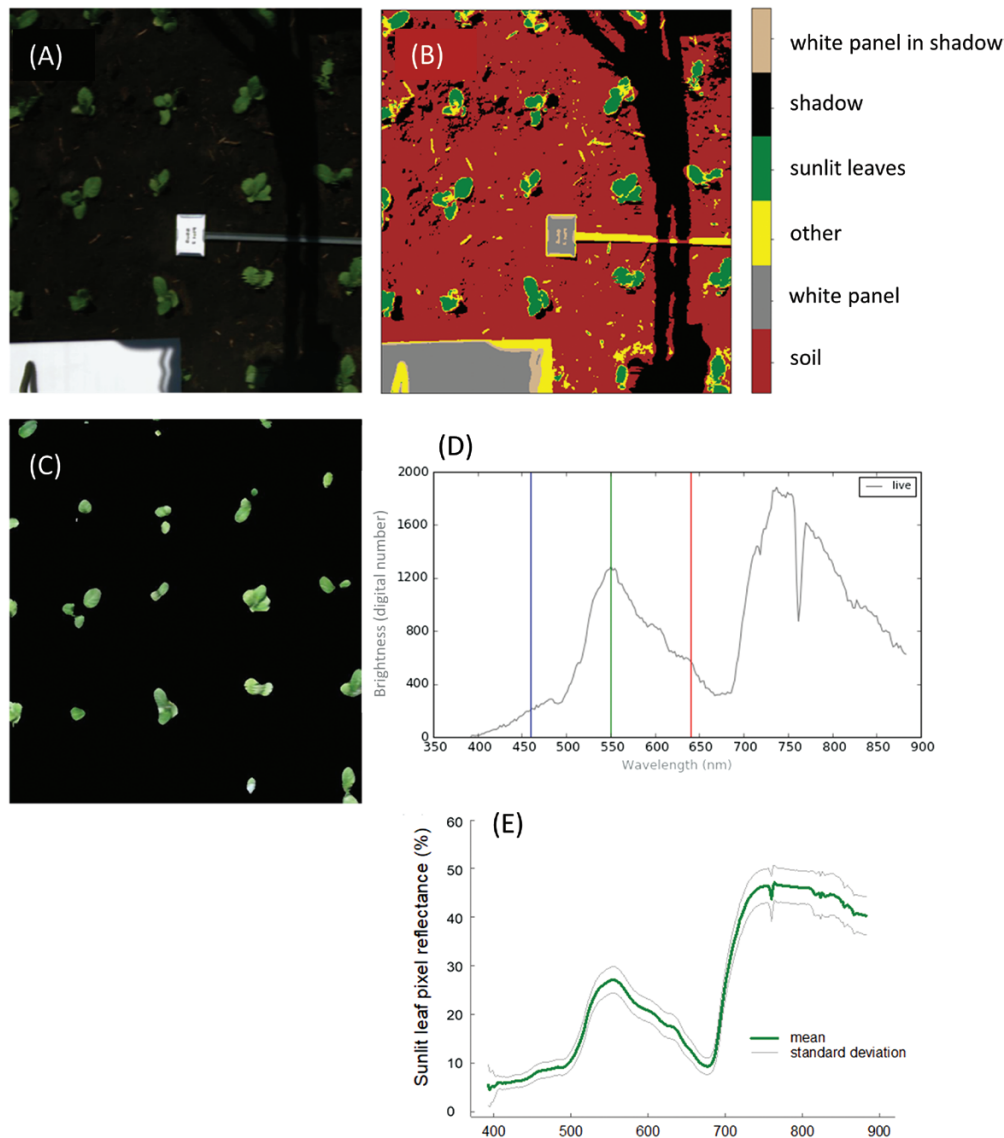 (A)
(B)
white panel in shadow
shadow
sunlit leaves
other
white panel
soil
(C)
(D)
Brightness (digital number)
2000
1600
1200
800
400
0
live
350 400 450 500 550 600 650 700 750 800 850 900
Wavelength (nm)
(E)
Sunlit leaf pixel reflectance (%)
60
50
40
30
20
10
0
mean
standard deviation
400 500 600 700 800 900